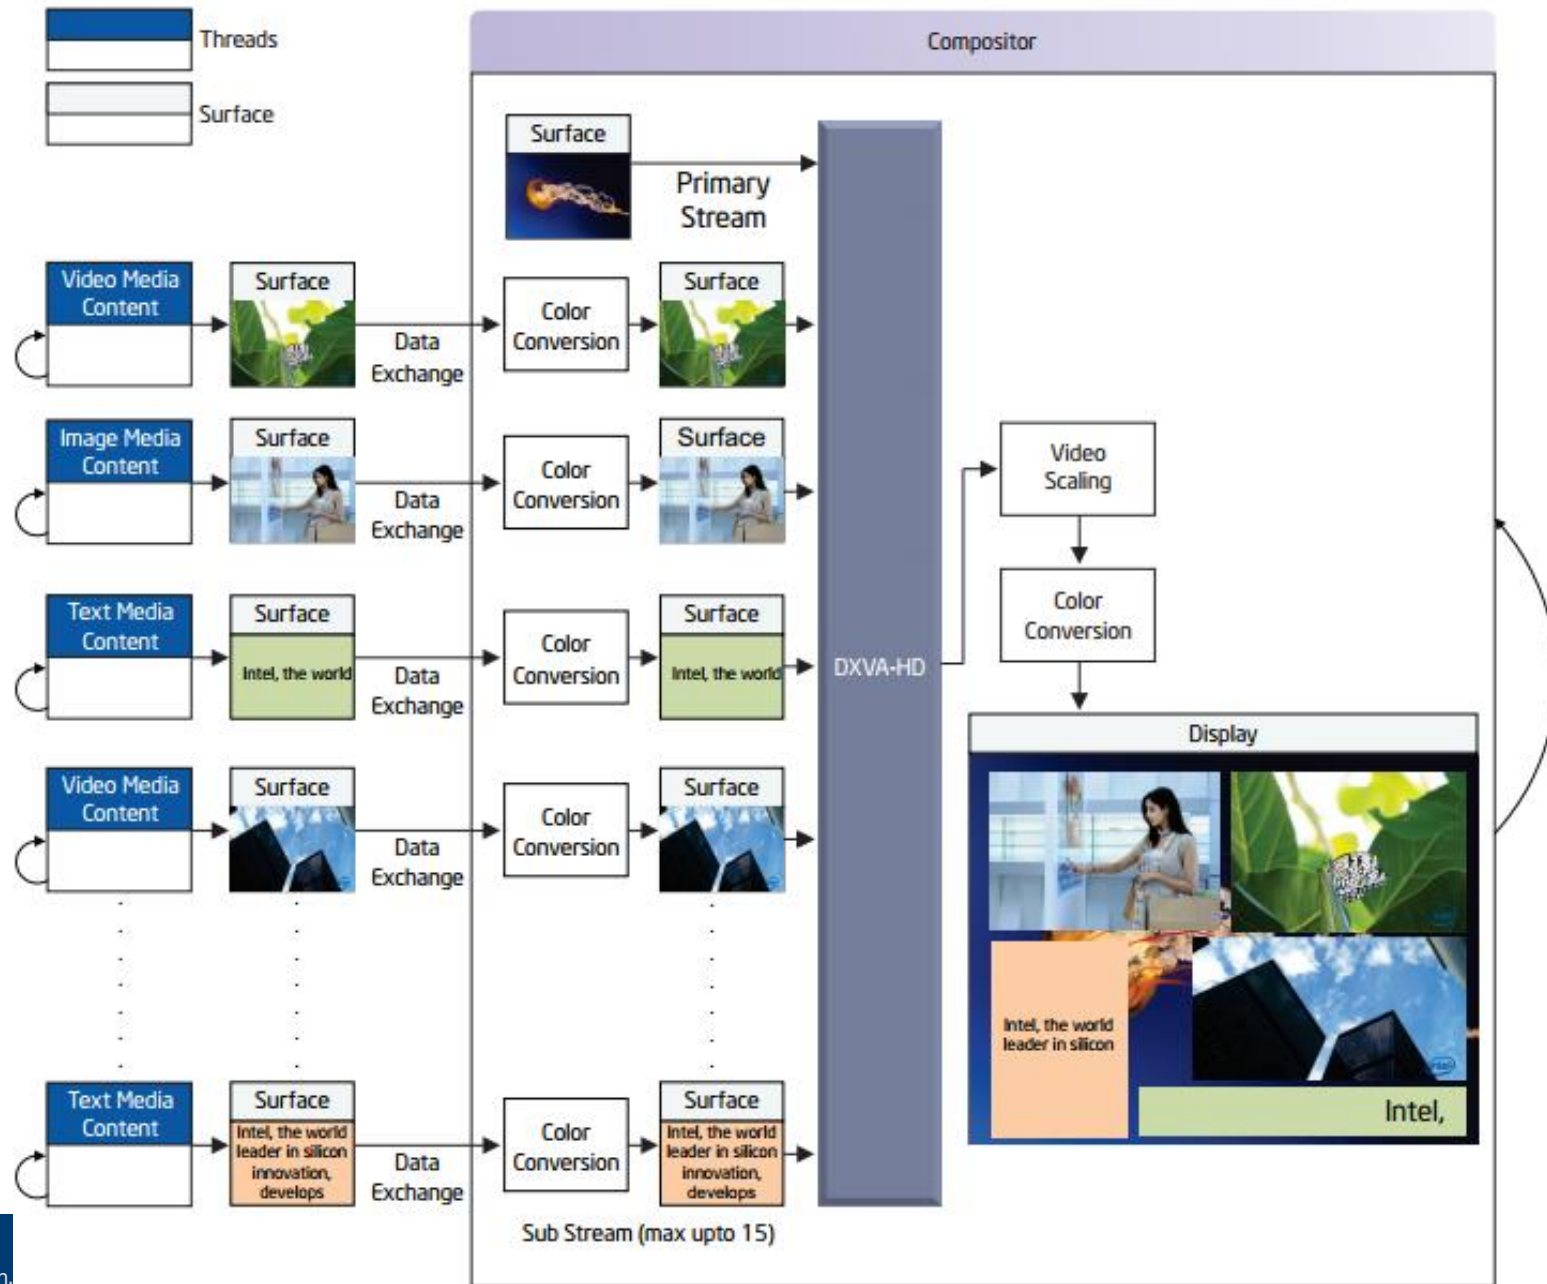 Threads
Surface
Compositor
Surface
Primary
Stream
Video Media
Content
Surface
Data
Exchange
Color
Conversion
Surface
Image Media
Content
Surface
Data
Exchange
Color
Conversion
Surface
Video
Scaling
Text Media
Content
Surface
Intel, the world
Data
Exchange
Color
Conversion
Surface
Intel, the world
DXVA-HD
Color
Conversion
Video Media
Content
Surface
Data
Exchange
Color
Conversion
Surface
Display
Intel, the world
leader in silicon
intel
Intel,
Text Media
Content
Surface
Intel, the world
leader in silicon
innovation,
develops
Data
Exchange
Color
Conversion
Surface
Intel, the world
leader in silicon
innovation,
develops
Sub Stream (max upto 15)